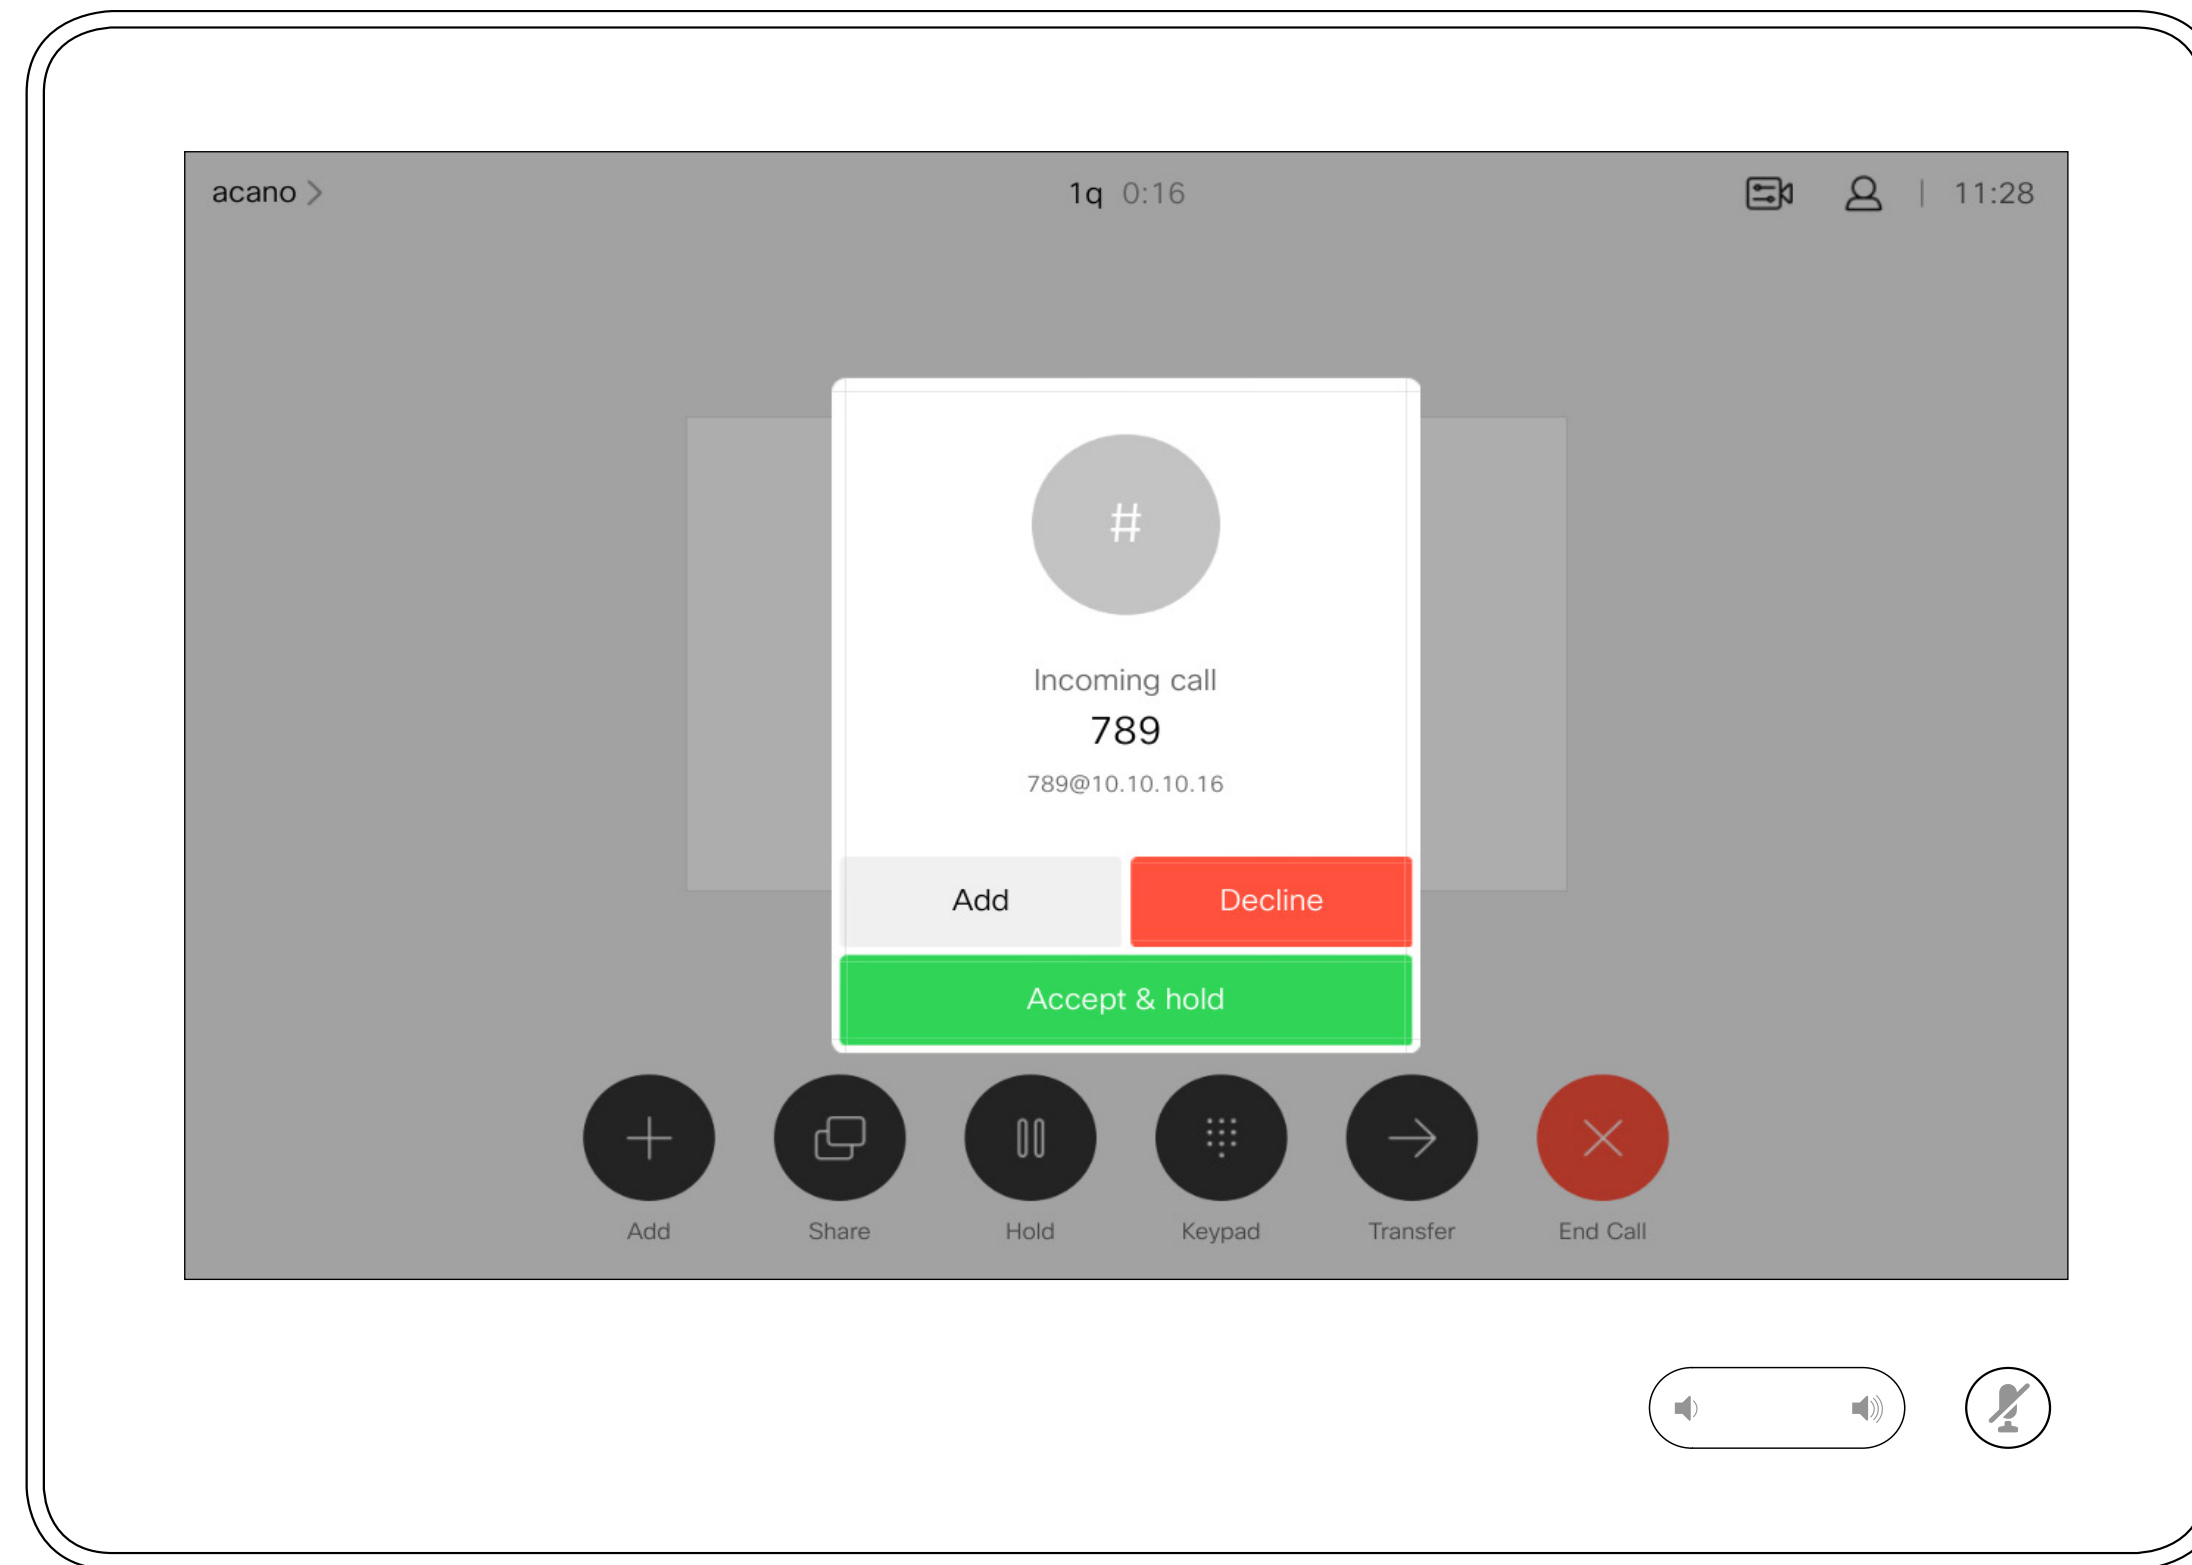 acano
1q 0:16
11:28
#
Incoming call
789
789@10.10.10.16
Add Decline
Accept & hold
Add Share Hold Keypad Transfer End Call